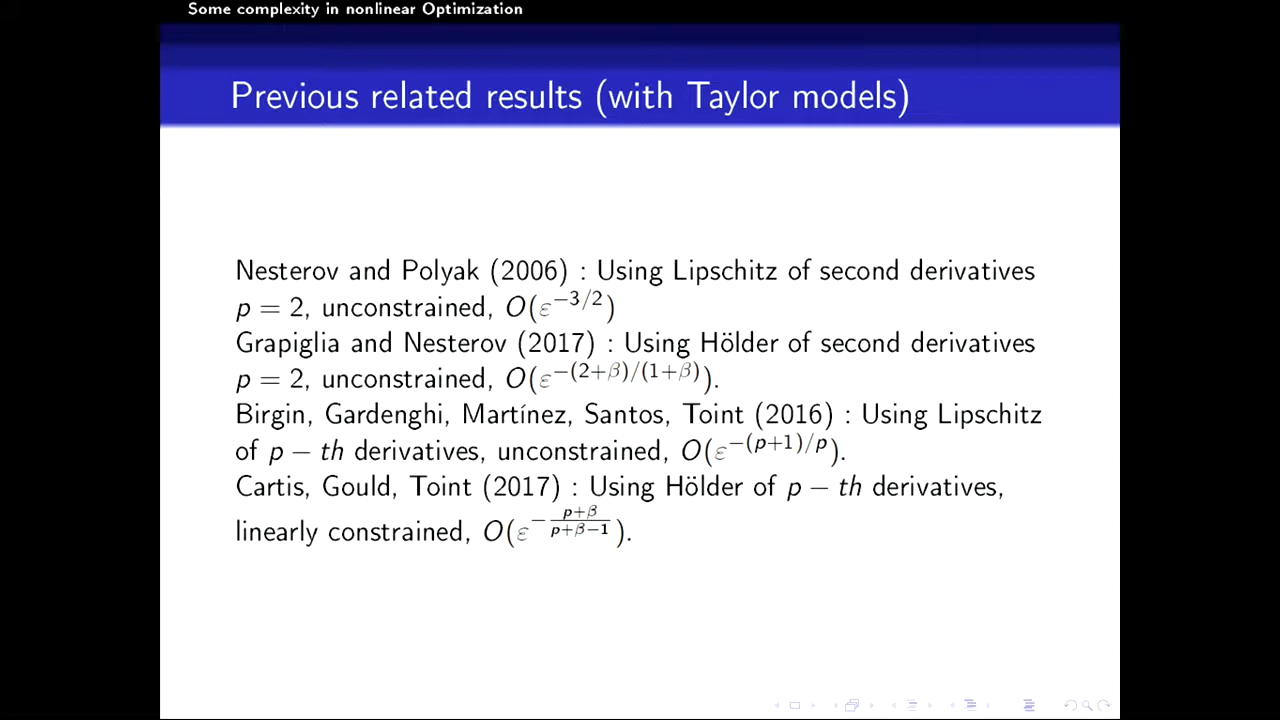 Some complexity in nonlinear Optimization
Previous related results (with Taylor models)
Nesterov and Polyak (2006) : Using Lipschitz of second derivatives
p = 2, unconstrained, O(ε^{−3/2})
Grapiglia and Nesterov (2017) : Using Hölder of second derivatives
p = 2, unconstrained, O(ε^{−(2+β)/(1+β)}).
Birgin, Gardenghi, Martínez, Santos, Toint (2016) : Using Lipschitz
of p − th derivatives, unconstrained, O(ε^{−(p+1)/p}).
Cartis, Gould, Toint (2017) : Using Hölder of p − th derivatives,
linearly constrained, O(ε^{−\frac{p+β}{p+β−1}}).